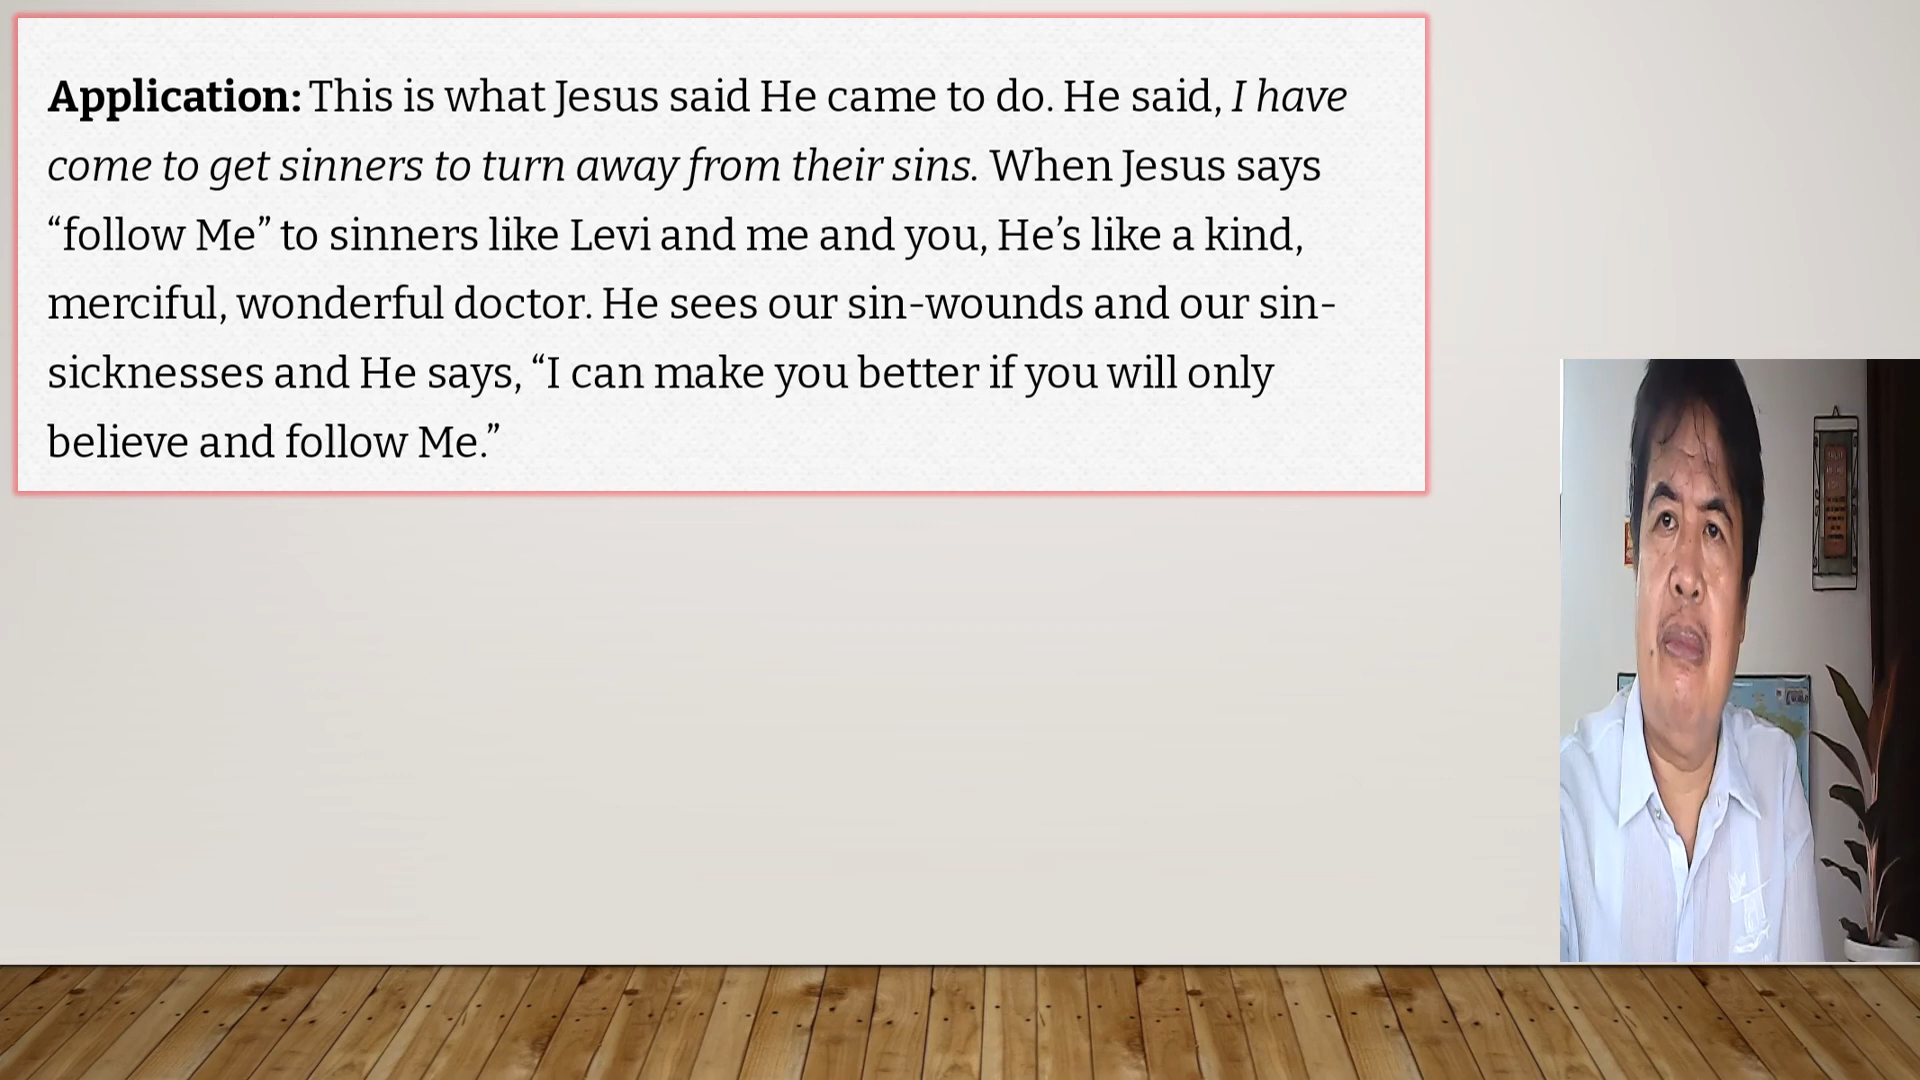 Application: This is what Jesus said He came to do. He said, I have
come to get sinners to turn away from their sins. When Jesus says
“follow Me” to sinners like Levi and me and you, He’s like a kind,
merciful, wonderful doctor. He sees our sin-wounds and our sin-
sicknesses and He says, “I can make you better if you will only
believe and follow Me.”